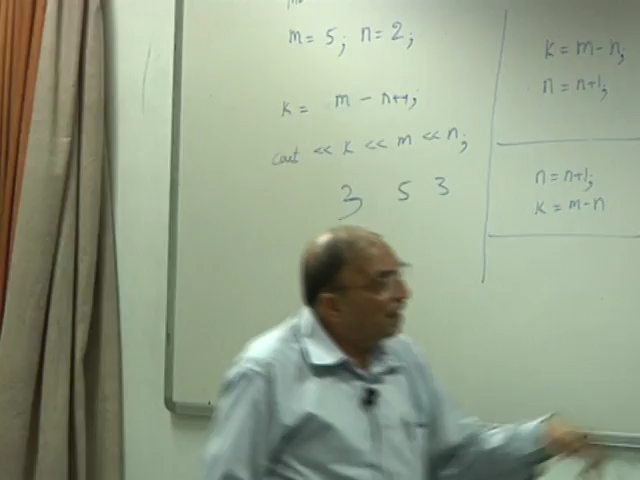 m = 5; n = 2;
k = m - n++;
cout << k << m << n;
3 5 3
k = m - n;
n = n+1;
n = n+1;
k = m - n